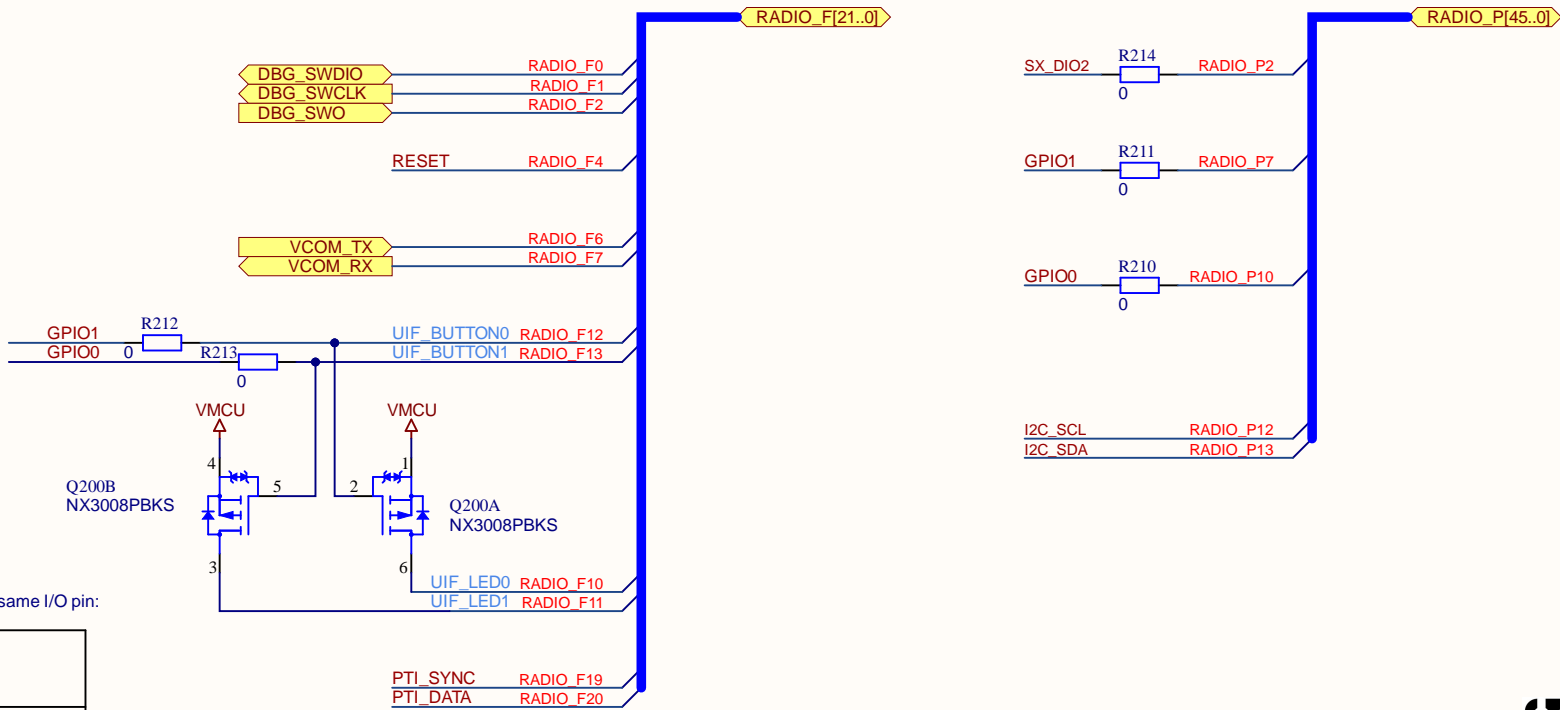 RADIO_F[21..0]
RADIO_P[45..0]
DBG_SWDIO RADIO_F0
DBG_SWCLK RADIO_F1
DBG_SWO RADIO_F2
SX_DIO2 R214 0 RADIO_P2
RESET RADIO_F4
GPIO1 R211 0 RADIO_P7
VCOM_TX RADIO_F6
VCOM_RX RADIO_F7
GPIO0 R210 0 RADIO_P10
GPIO1 R212 0 UIF_BUTTON0 RADIO_F12
GPIO0 R213 0 UIF_BUTTON1 RADIO_F13
VMCU
VMCU
I2C_SCL RADIO_P12
I2C_SDA RADIO_P13
4
1
5
2
Q200B
NX3008PBKS
Q200A
NX3008PBKS
3
6
UIF_LED0 RADIO_F10
UIF_LED1 RADIO_F11
same I/O pin:
PTI_SYNC RADIO_F19
PTI_DATA RADIO_F20